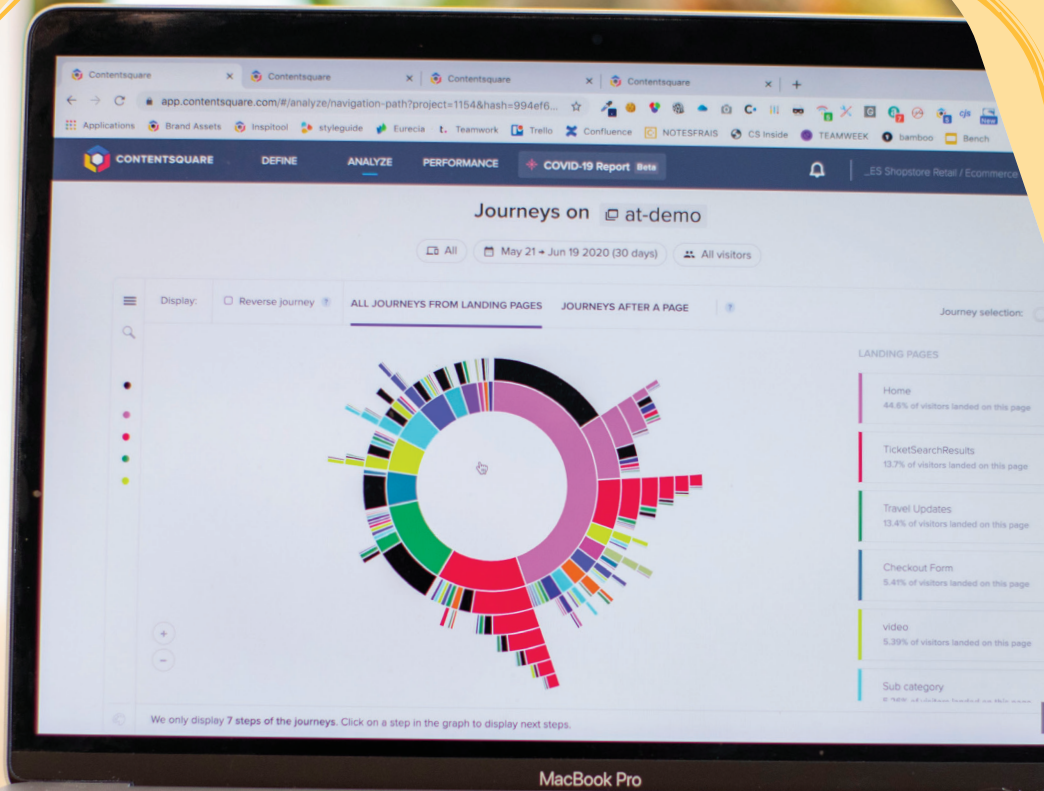 Contentsquare
Contentsquare
Contentsquare
Contentsquare
app.contentsquare.com/#/analyze/navigation-path?project=1154&hash=994ef6...
Applications Brand Assets Inspitool styleguide Eurecia t. Teamwork Trello Confluence NOTESFRAIS CS Inside TEAMWEEK bamboo Bench
New
CONTENTSQUARE DEFINE ANALYZE PERFORMANCE COVID-19 Report Beta _ES Shopstore Retail / Ecommerce
Journeys on at-demo
All May 21 → Jun 19 2020 (30 days) All visitors
Display: Reverse journey ? ALL JOURNEYS FROM LANDING PAGES JOURNEYS AFTER A PAGE ? Journey selection:
LANDING PAGES
Home
44.6% of visitors landed on this page
TicketSearchResults
13.7% of visitors landed on this page
Travel Updates
13.4% of visitors landed on this page
Checkout Form
5.41% of visitors landed on this page
video
5.39% of visitors landed on this page
Sub category
We only display 7 steps of the journeys. Click on a step in the graph to display next steps.
MacBook Pro